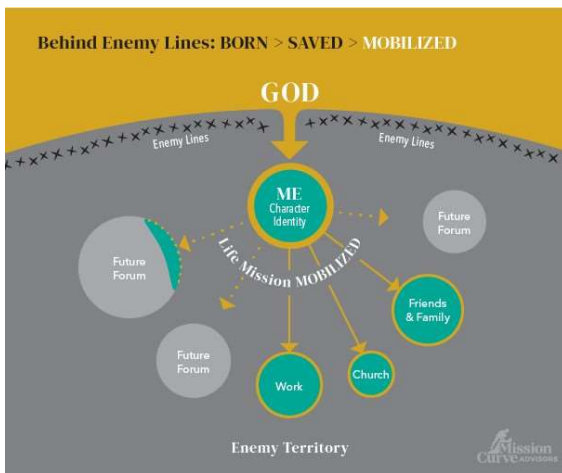 Behind Enemy Lines: BORN > SAVED > MOBILIZED
GOD
Enemy Lines
Enemy Lines
ME
Character
Identity
Future
Forum
Future
Forum
Life Mission MOBILIZED
Friends
& Family
Future
Forum
Church
Work
Enemy Territory
Mission
Curve ADVISORS